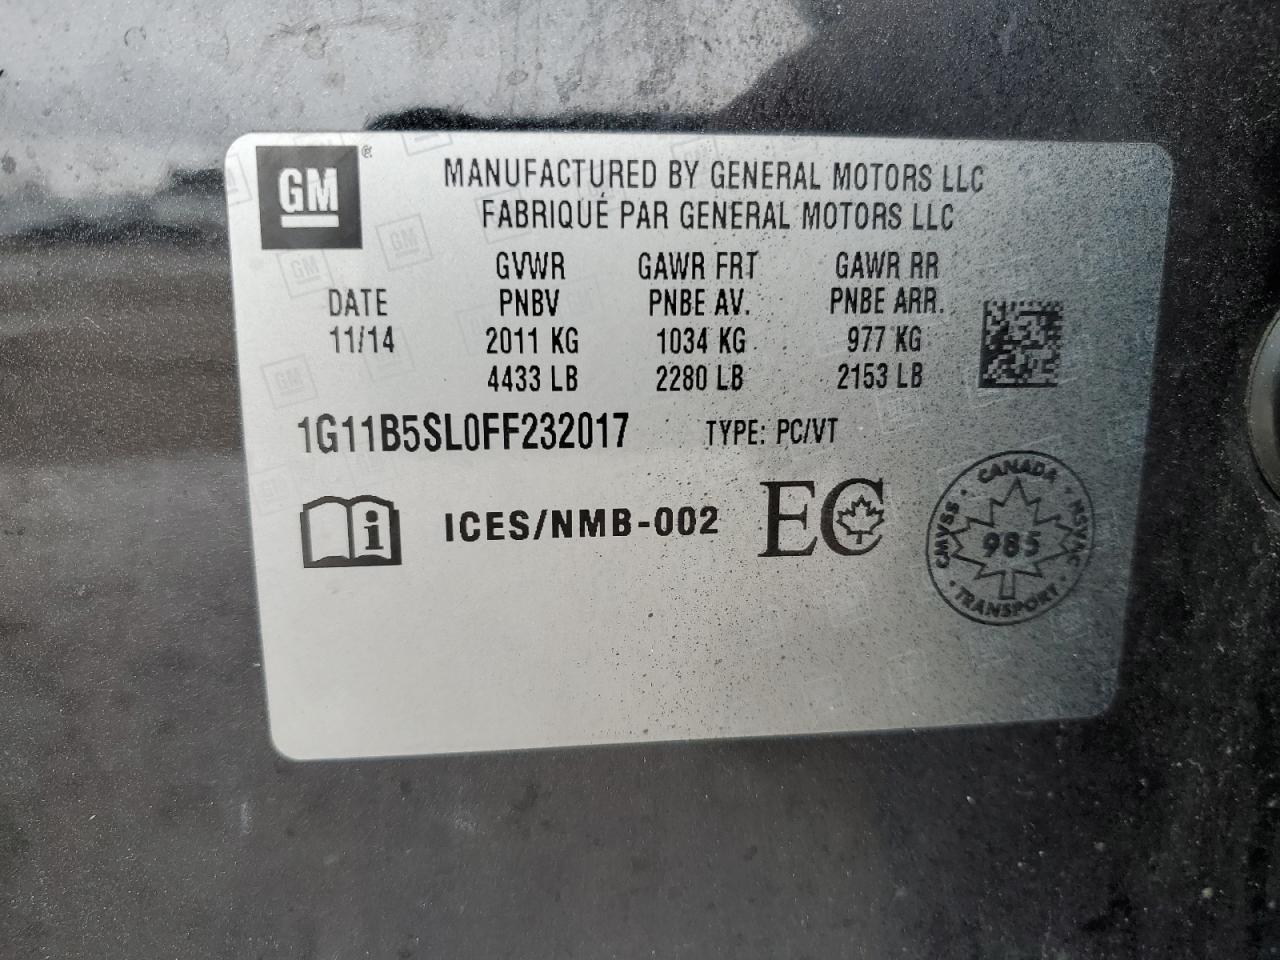 GM
MANUFACTURED BY GENERAL MOTORS LLC
FABRIQUÉ PAR GENERAL MOTORS LLC
GVWR GAWR FRT GAWR RR
DATE PNBV PNBE AV. PNBE ARR.
11/14 2011 KG 1034 KG 977 KG
4433 LB 2280 LB 2153 LB
1G11B5SL0FF232017 TYPE: PC/VT
ICES/NMB-002 EC
CANADA
CMVSS 985 NSVAC
TRANSPORT